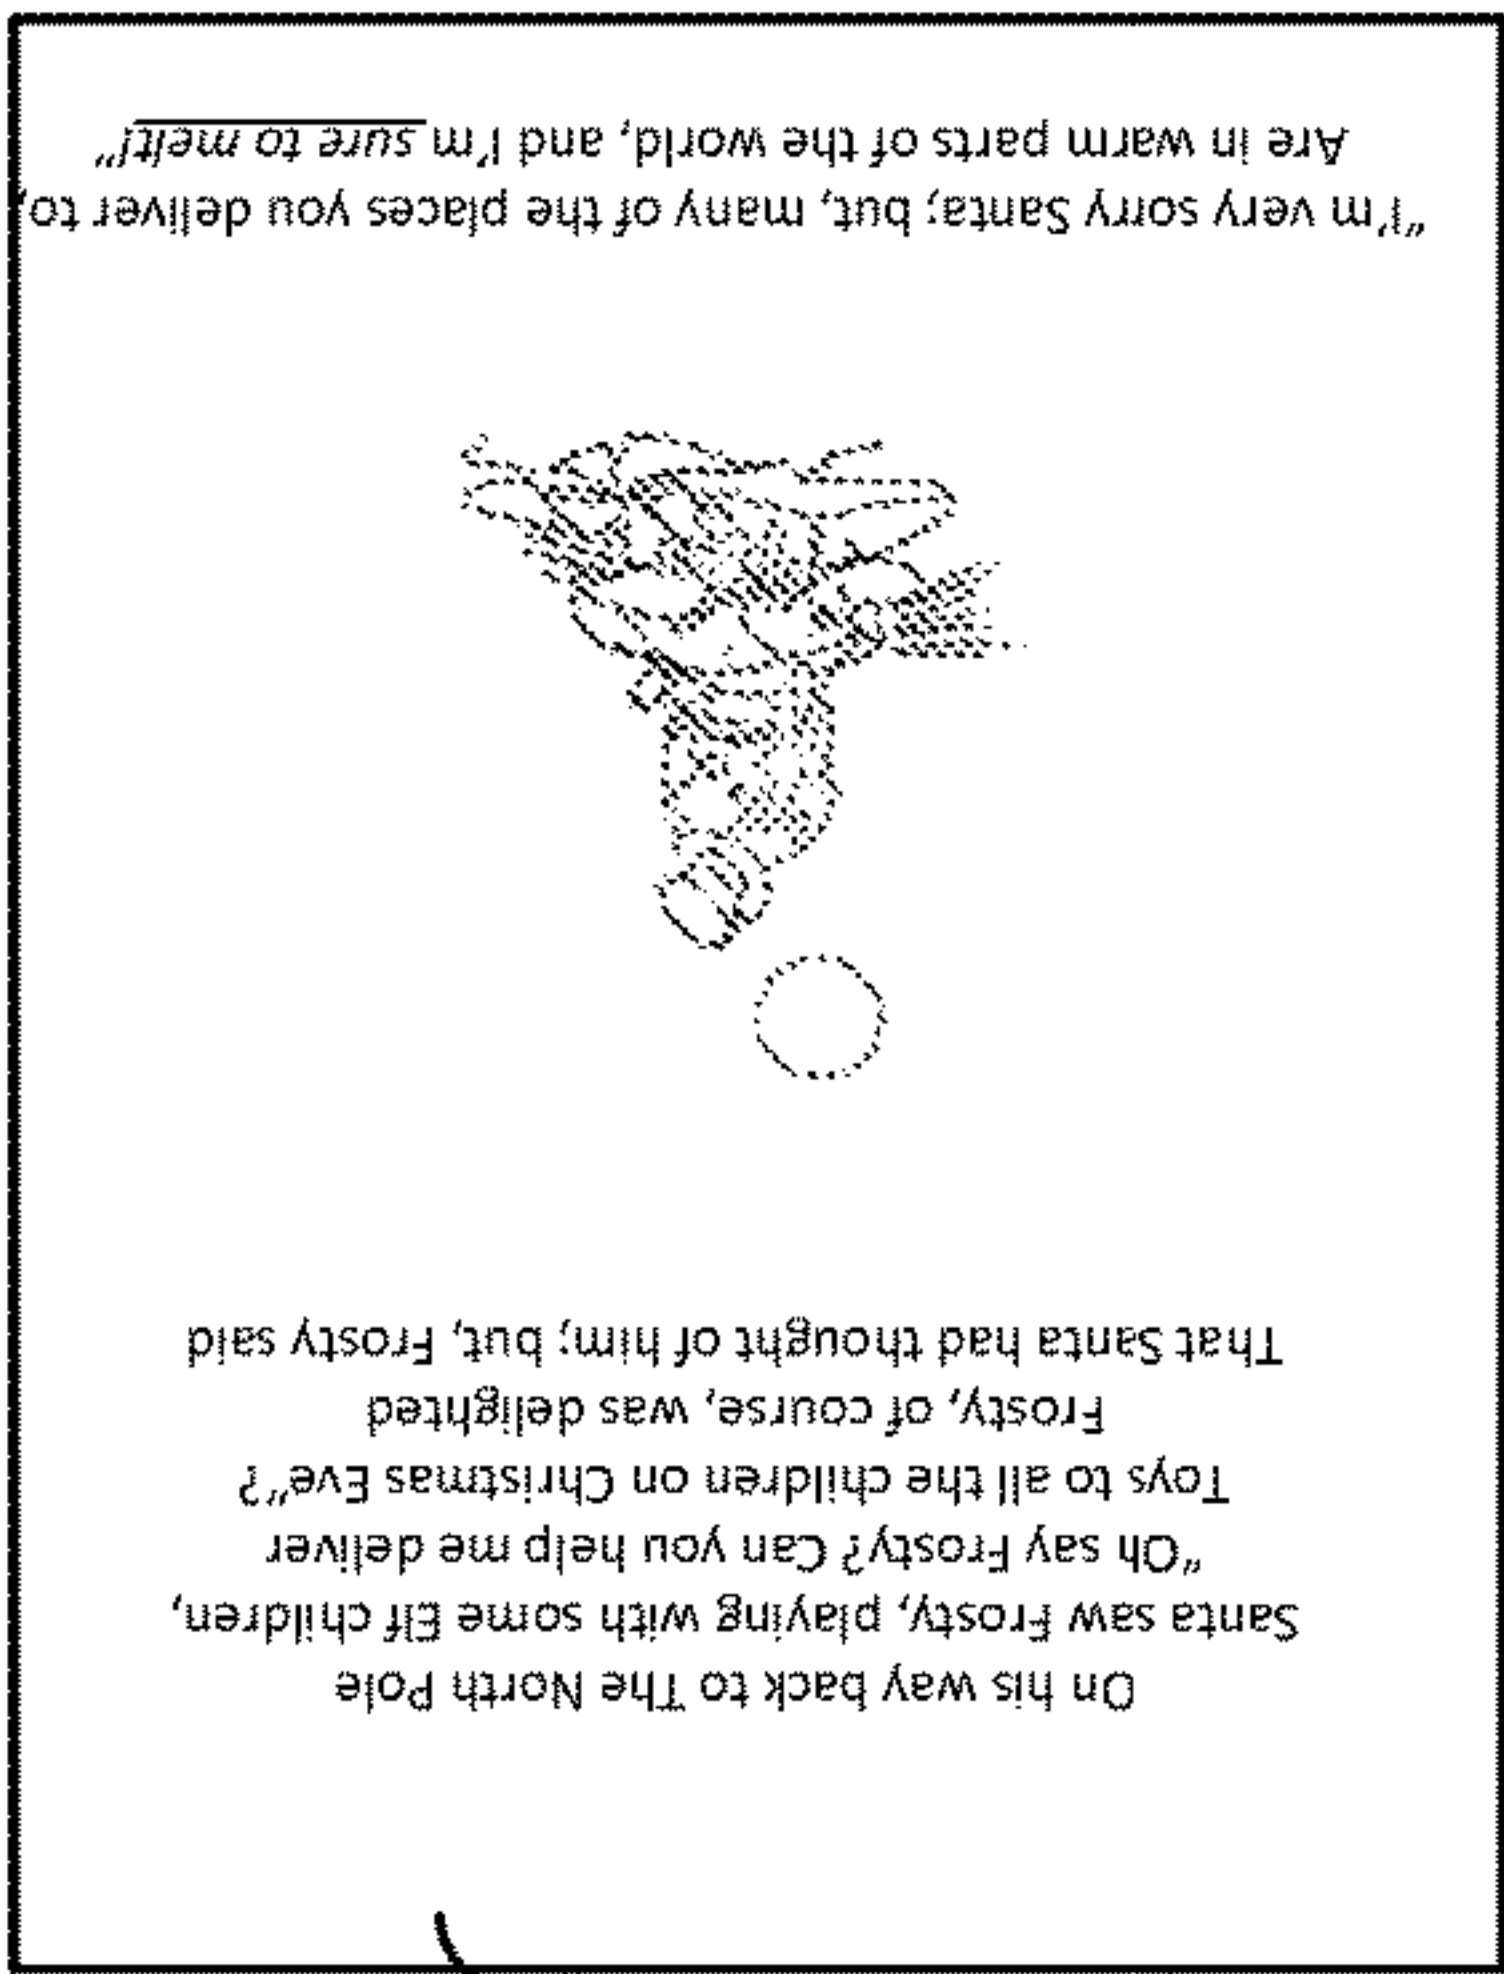 On his way back to The North Pole
Santa saw Frosty, playing with some Elf children,
“Oh say Frosty? Can you help me deliver
Toys to all the children on Christmas Eve”?
Frosty, of course, was delighted
That Santa had thought of him; but, Frosty said
“I’m very sorry Santa; but, many of the places you deliver to,
Are in warm parts of the world, and I’m sure to melt!”